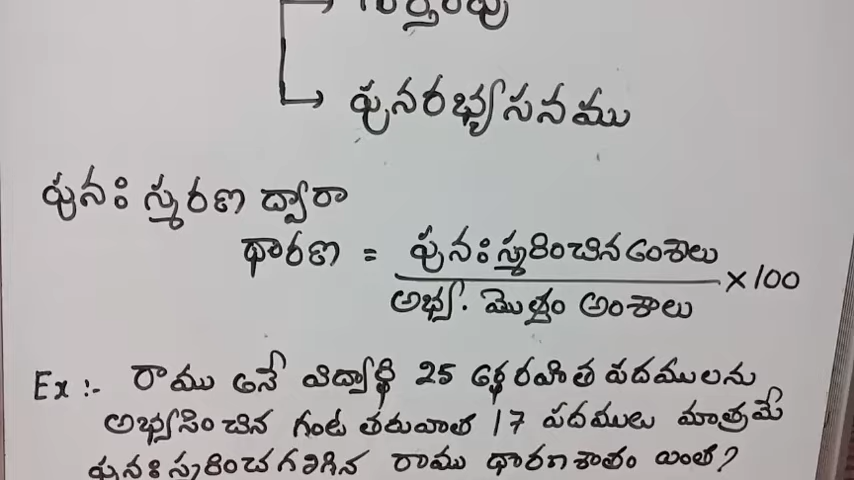 గుర్తింపు
పునరభ్యసనము
పునః స్మరణ ద్వారా
ధారణ = పునఃస్మరించిన అంశాలు
అభ్య. మొత్తం అంశాలు × 100
Ex :- రాము అనే విద్యార్థి 25 అర్థరహిత పదములను
అభ్యసించిన గంట తరువాత 17 పదములు మాత్రమే
పునః స్మరించగలిగిన రాము ధారణశాతం ఎంత?